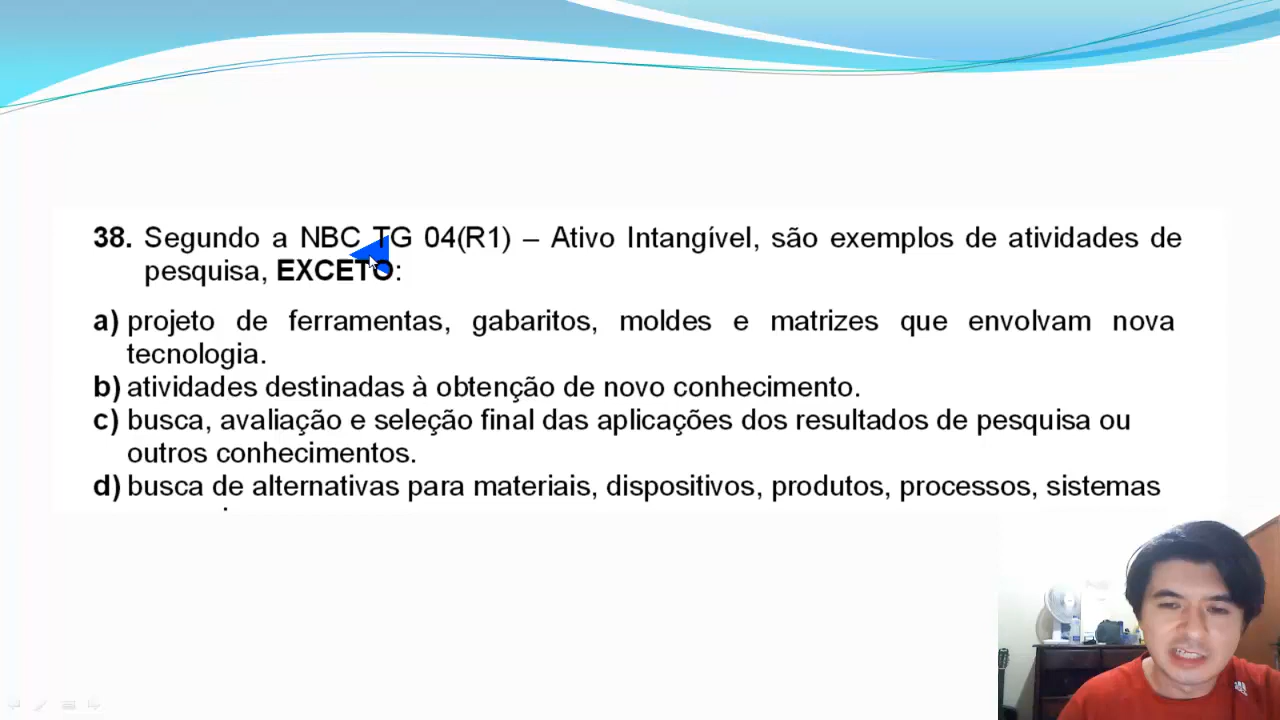 38. Segundo a NBC TG 04(R1) – Ativo Intangível, são exemplos de atividades de
pesquisa, EXCETO:
a) projeto de ferramentas, gabaritos, moldes e matrizes que envolvam nova
tecnologia.
b) atividades destinadas à obtenção de novo conhecimento.
c) busca, avaliação e seleção final das aplicações dos resultados de pesquisa ou
outros conhecimentos.
d) busca de alternativas para materiais, dispositivos, produtos, processos, sistemas